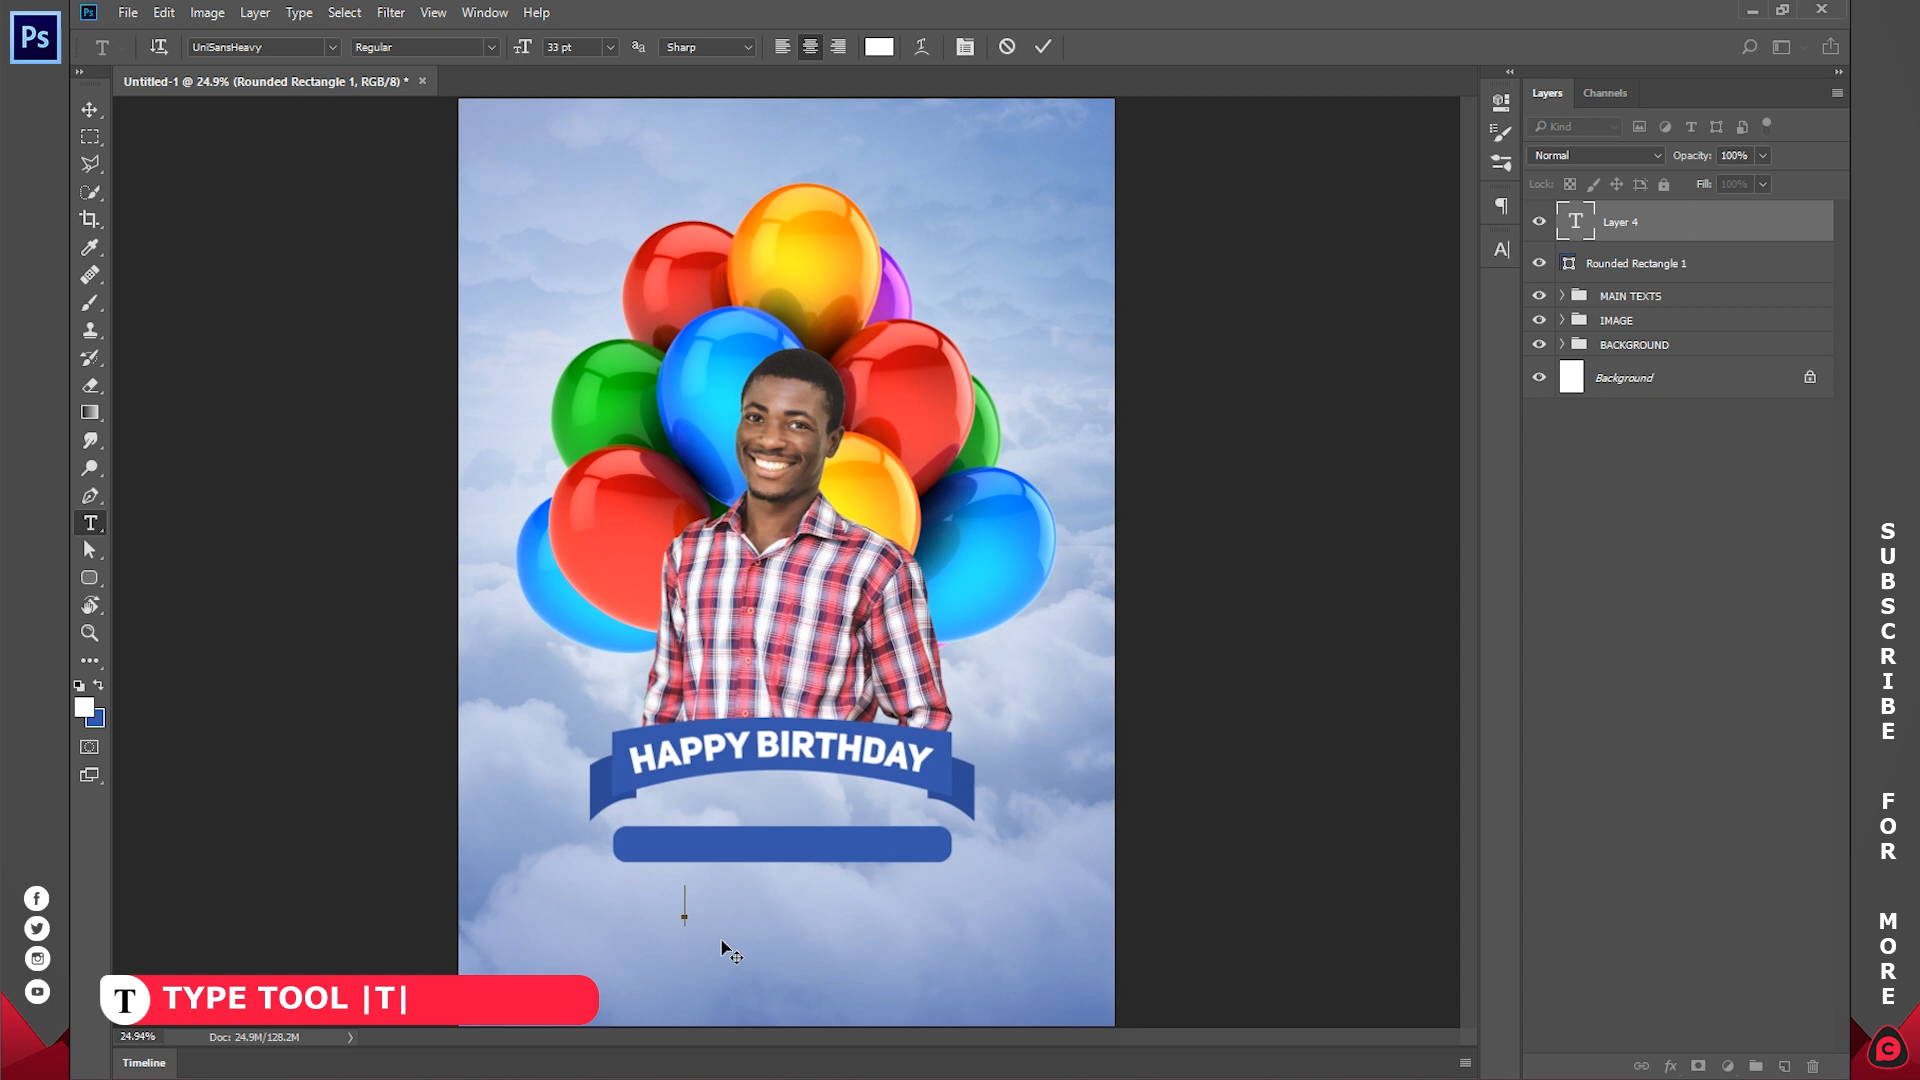 Ps
Ps File Edit Image Layer Type Select Filter View Window Help
T UniSansHeavy Regular 33 pt aa Sharp
Untitled-1 @ 24.9% (Rounded Rectangle 1, RGB/8) *
Layers Channels
Kind
Normal Opacity: 100%
Lock: Fill: 100%
T Layer 4
Rounded Rectangle 1
MAIN TEXTS
IMAGE
BACKGROUND
Background
HAPPY BIRTHDAY
T TYPE TOOL |T|
24.94% Doc: 24.9M/128.2M
Timeline
SUBSCRIBE
FOR
MORE